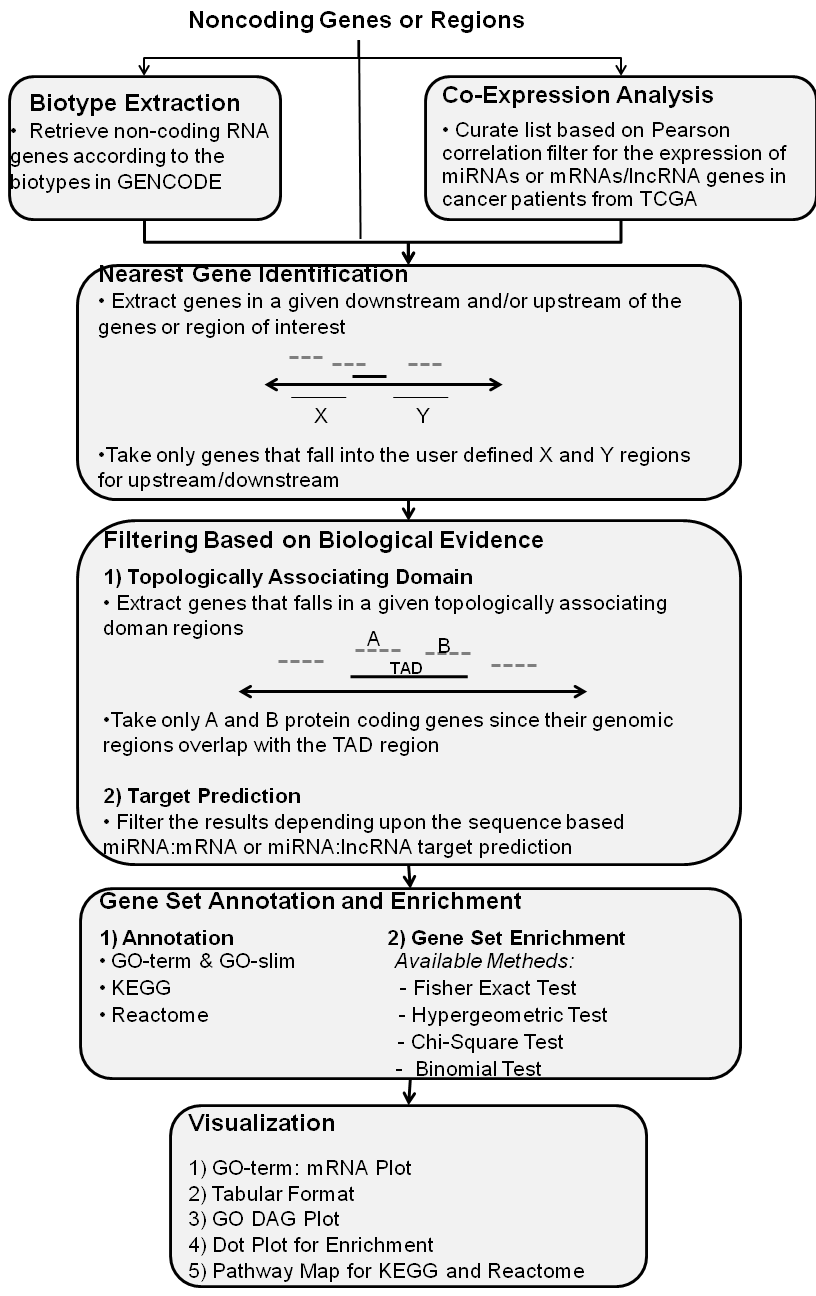 Noncoding Genes or Regions
Biotype Extraction
• Retrieve non-coding RNA
genes according to the
biotypes in GENCODE
Co-Expression Analysis
• Curate list based on Pearson
correlation filter for the expression of
miRNAs or mRNAs/lncRNA genes in
cancer patients from TCGA
Nearest Gene Identification
• Extract genes in a given downstream and/or upstream of the
genes or region of interest
X Y
•Take only genes that fall into the user defined X and Y regions
for upstream/downstream
Filtering Based on Biological Evidence
1) Topologically Associating Domain
• Extract genes that falls in a given topologically associating
doman regions
A B
TAD
•Take only A and B protein coding genes since their genomic
regions overlap with the TAD region
2) Target Prediction
• Filter the results depending upon the sequence based
miRNA:mRNA or miRNA:lncRNA target prediction
Gene Set Annotation and Enrichment
1) Annotation
• GO-term & GO-slim
• KEGG
• Reactome
2) Gene Set Enrichment
Available Metheds:
- Fisher Exact Test
- Hypergeometric Test
- Chi-Square Test
- Binomial Test
Visualization
1) GO-term: mRNA Plot
2) Tabular Format
3) GO DAG Plot
4) Dot Plot for Enrichment
5) Pathway Map for KEGG and Reactome